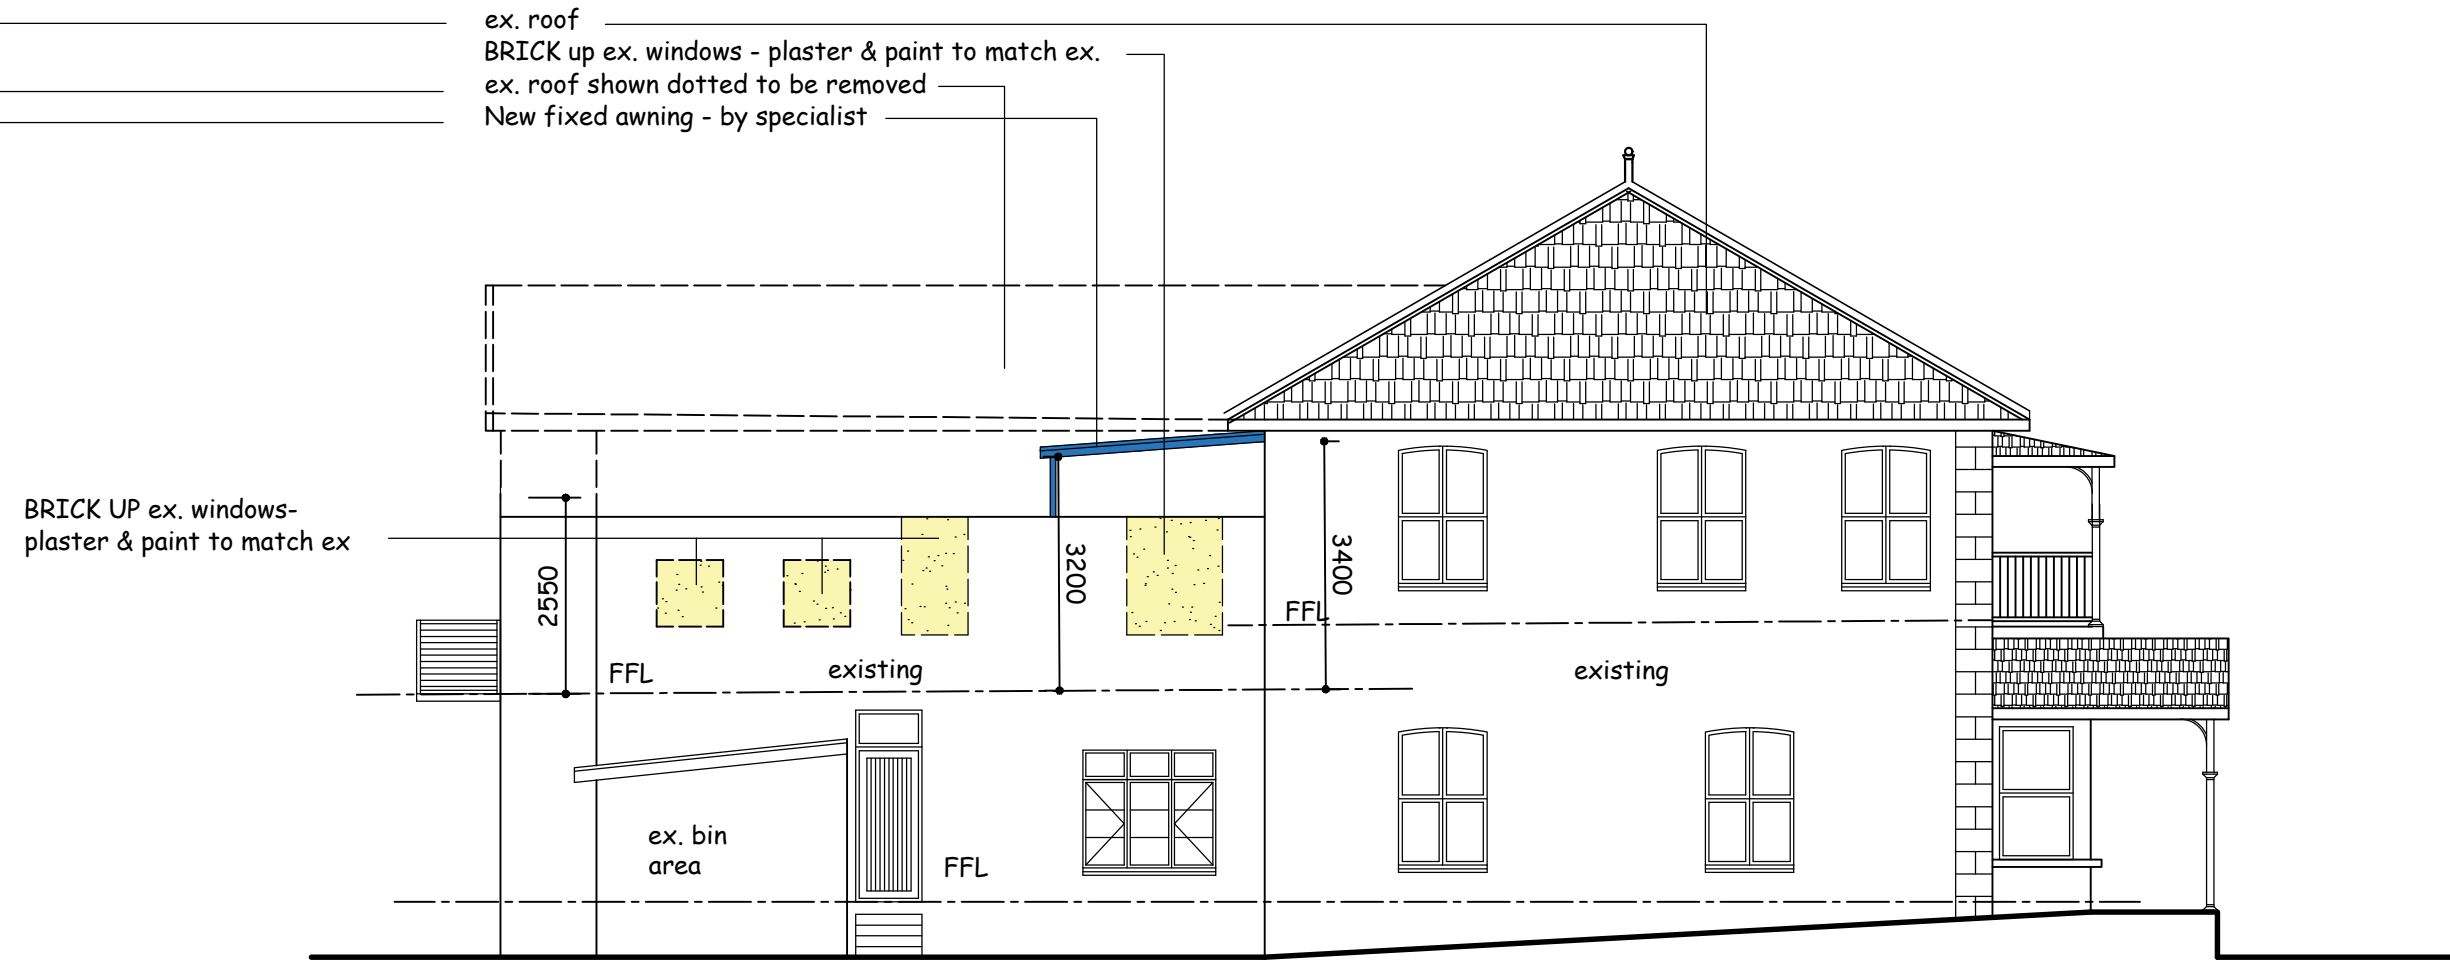 ex. roof
BRICK up ex. windows - plaster & paint to match ex.
ex. roof shown dotted to be removed
New fixed awning - by specialist
BRICK UP ex. windows-
plaster & paint to match ex
2550
3200
3400
FFL
FFL
existing
existing
ex. bin
area
FFL